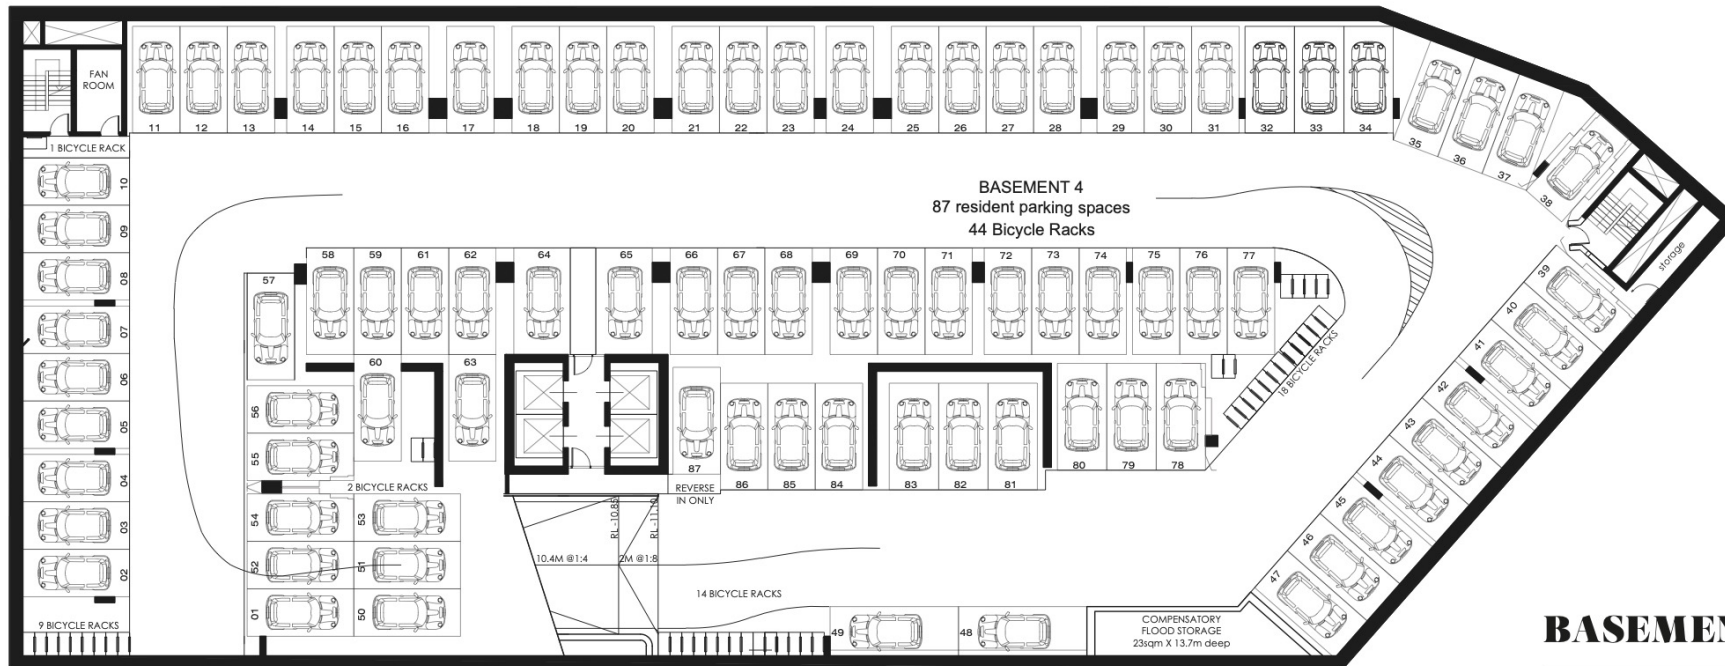 FAN
ROOM
11 12 13 14 15 16 17 18 19 20 21 22 23 24 25 26 27 28 29 30 31 32 33 34
35 36 37 38
1 BICYCLE RACK
10
09
08
07
06
05
04
03
02
9 BICYCLE RACKS
BASEMENT 4
87 resident parking spaces
44 Bicycle Racks
storage
57 58 59 61 62 64 65 66 67 68 69 70 71 72 73 74 75 76 77
60 63
56
55
2 BICYCLE RACKS
54 53
52 51
01 50
87 86 85 84 83 82 81 80 79 78
REVERSE
IN ONLY
18 BICYCLE RACKS
RL -10.85
RL -11.10
10.4M @1:4
2M @1:8
14 BICYCLE RACKS
49 48
39
40
41
42
43
44
45
46
47
COMPENSATORY
FLOOD STORAGE
23sqm X 13.7m deep
BASEMEN